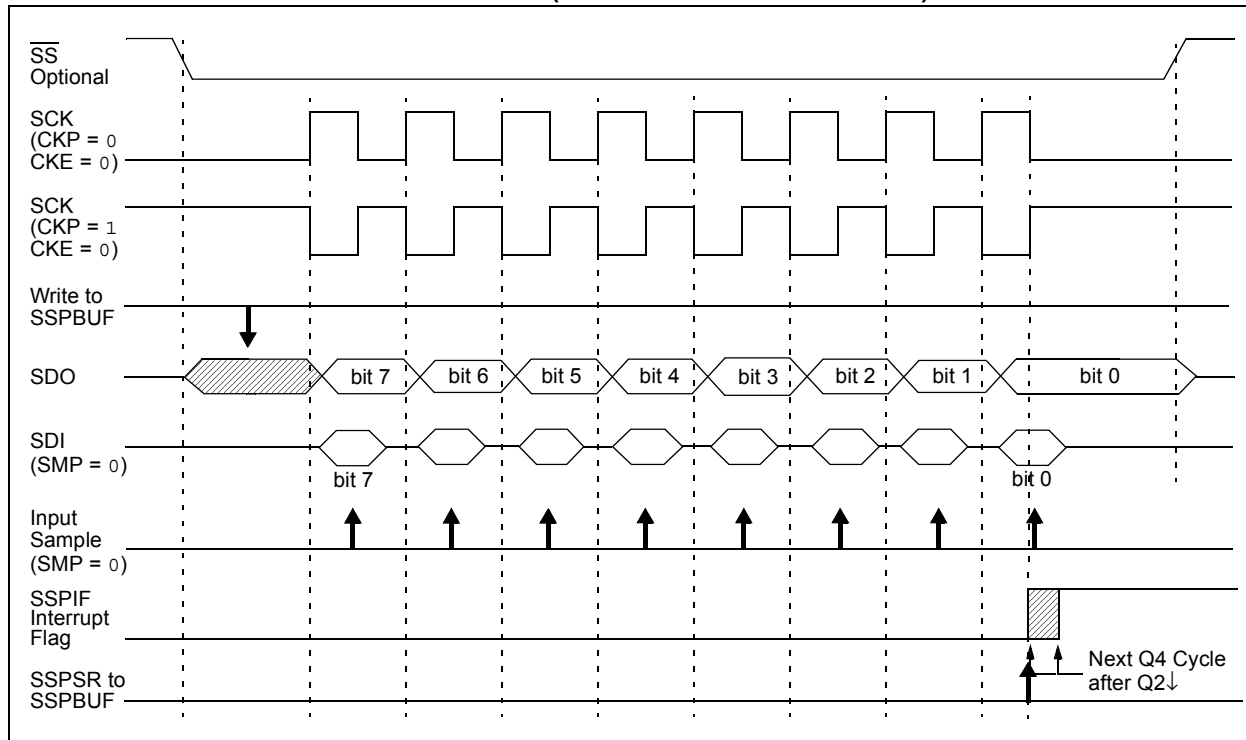 SS
Optional
SCK
(CKP = 0
CKE = 0)
SCK
(CKP = 1
CKE = 0)
Write to
SSPBUF
SDO
bit 7 bit 6 bit 5 bit 4 bit 3 bit 2 bit 1 bit 0
SDI
(SMP = 0)
bit 7 bit 0
Input
Sample
(SMP = 0)
SSPIF
Interrupt
Flag
Next Q4 Cycle
after Q2↓
SSPSR to
SSPBUF